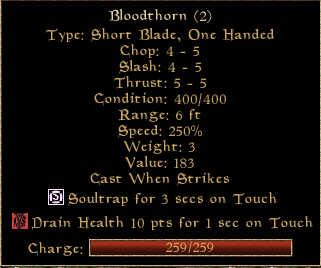 Bloodthorn (2)
Type: Short Blade, One Handed
Chop: 4 - 5
Slash: 4 - 5
Thrust: 5 - 5
Condition: 400/400
Range: 6 ft
Speed: 250%
Weight: 3
Value: 183
Cast When Strikes
Soultrap for 3 secs on Touch
Drain Health 10 pts for 1 sec on Touch
Charge: 259/259